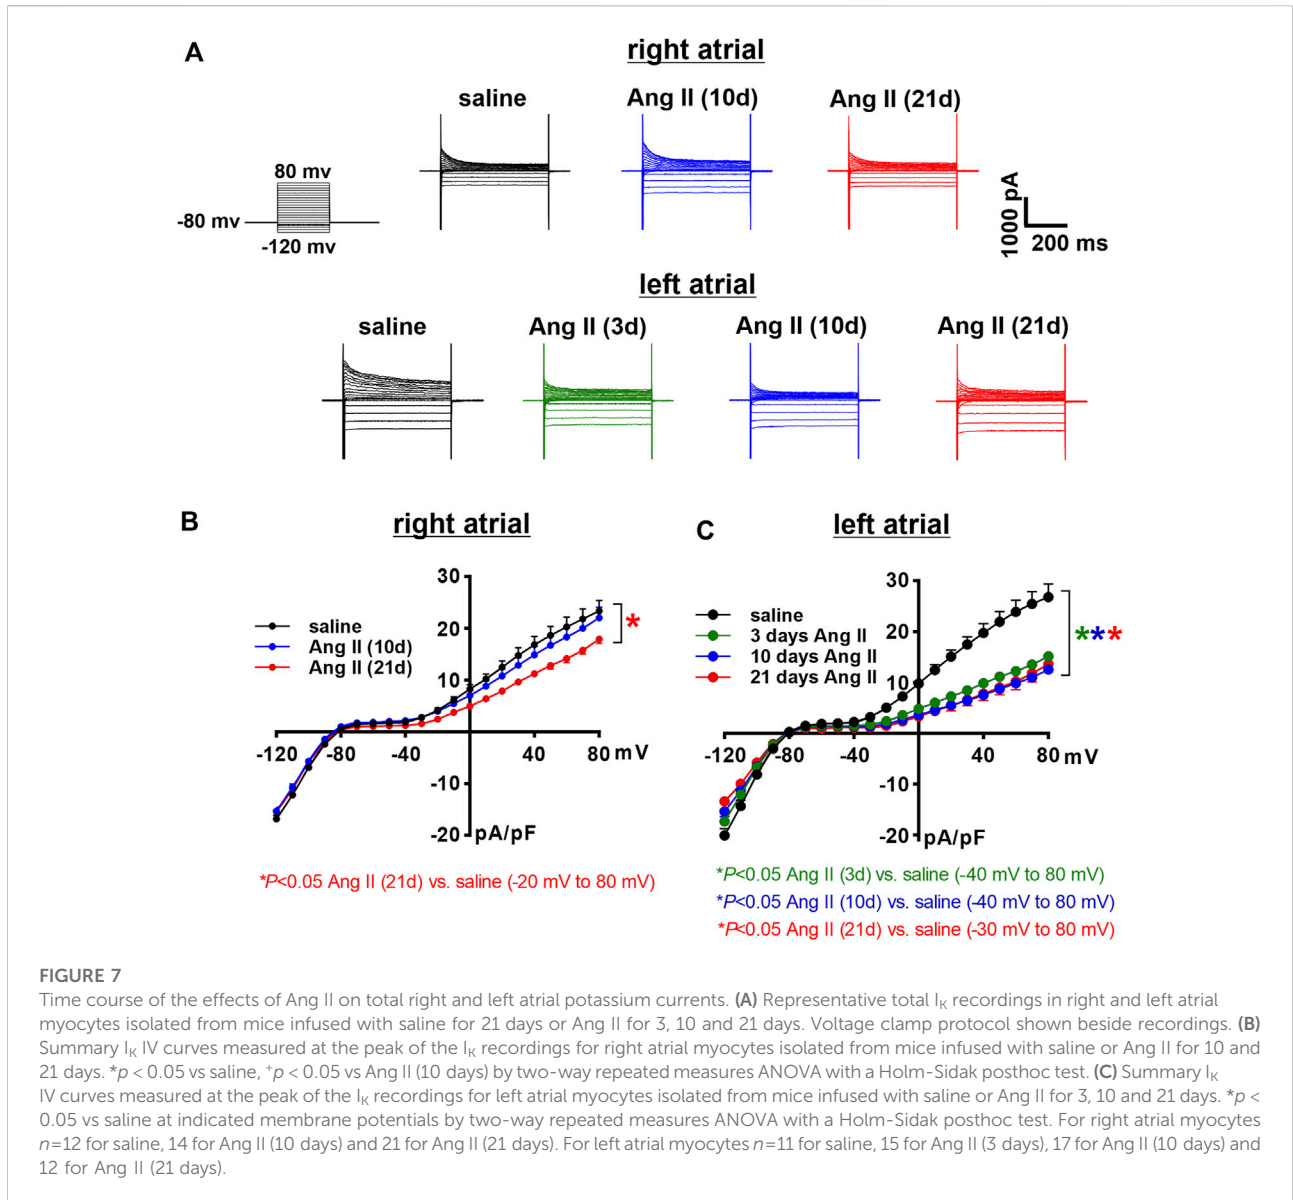 A
right atrial
saline
Ang II (10d)
Ang II (21d)
80 mv
-80 mv
-120 mv
1000 pA
200 ms
left atrial
saline
Ang II (3d)
Ang II (10d)
Ang II (21d)
B
right atrial
30
saline
Ang II (10d)
Ang II (21d)
20
10
*
-120
-80
-40
40
80
mV
-10
-20
pA/pF
*P<0.05 Ang II (21d) vs. saline (-20 mV to 80 mV)
C
left atrial
30
saline
3 days Ang II
10 days Ang II
21 days Ang II
20
10
***
-120
-80
-40
40
80
mV
-10
-20
pA/pF
*P<0.05 Ang II (3d) vs. saline (-40 mV to 80 mV)
*P<0.05 Ang II (10d) vs. saline (-40 mV to 80 mV)
*P<0.05 Ang II (21d) vs. saline (-30 mV to 80 mV)
FIGURE 7
Time course of the effects of Ang II on total right and left atrial potassium currents. (A) Representative total IK recordings in right and left atrial
myocytes isolated from mice infused with saline for 21 days or Ang II for 3, 10 and 21 days. Voltage clamp protocol shown beside recordings. (B)
Summary IK IV curves measured at the peak of the IK recordings for right atrial myocytes isolated from mice infused with saline or Ang II for 10 and
21 days. *p < 0.05 vs saline, +p < 0.05 vs Ang II (10 days) by two-way repeated measures ANOVA with a Holm-Sidak posthoc test. (C) Summary IK
IV curves measured at the peak of the IK recordings for left atrial myocytes isolated from mice infused with saline or Ang II for 3, 10 and 21 days. *p <
0.05 vs saline at indicated membrane potentials by two-way repeated measures ANOVA with a Holm-Sidak posthoc test. For right atrial myocytes
n=12 for saline, 14 for Ang II (10 days) and 21 for Ang II (21 days). For left atrial myocytes n=11 for saline, 15 for Ang II (3 days), 17 for Ang II (10 days) and
12 for Ang II (21 days).